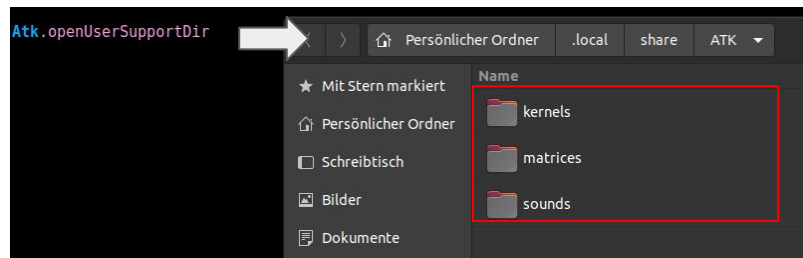 Atk.openUserSupportDir
Persönlicher Ordner .local share ATK
Mit Stern markiert
Persönlicher Ordner
Schreibtisch
Bilder
Dokumente
Name
kernels
matrices
sounds